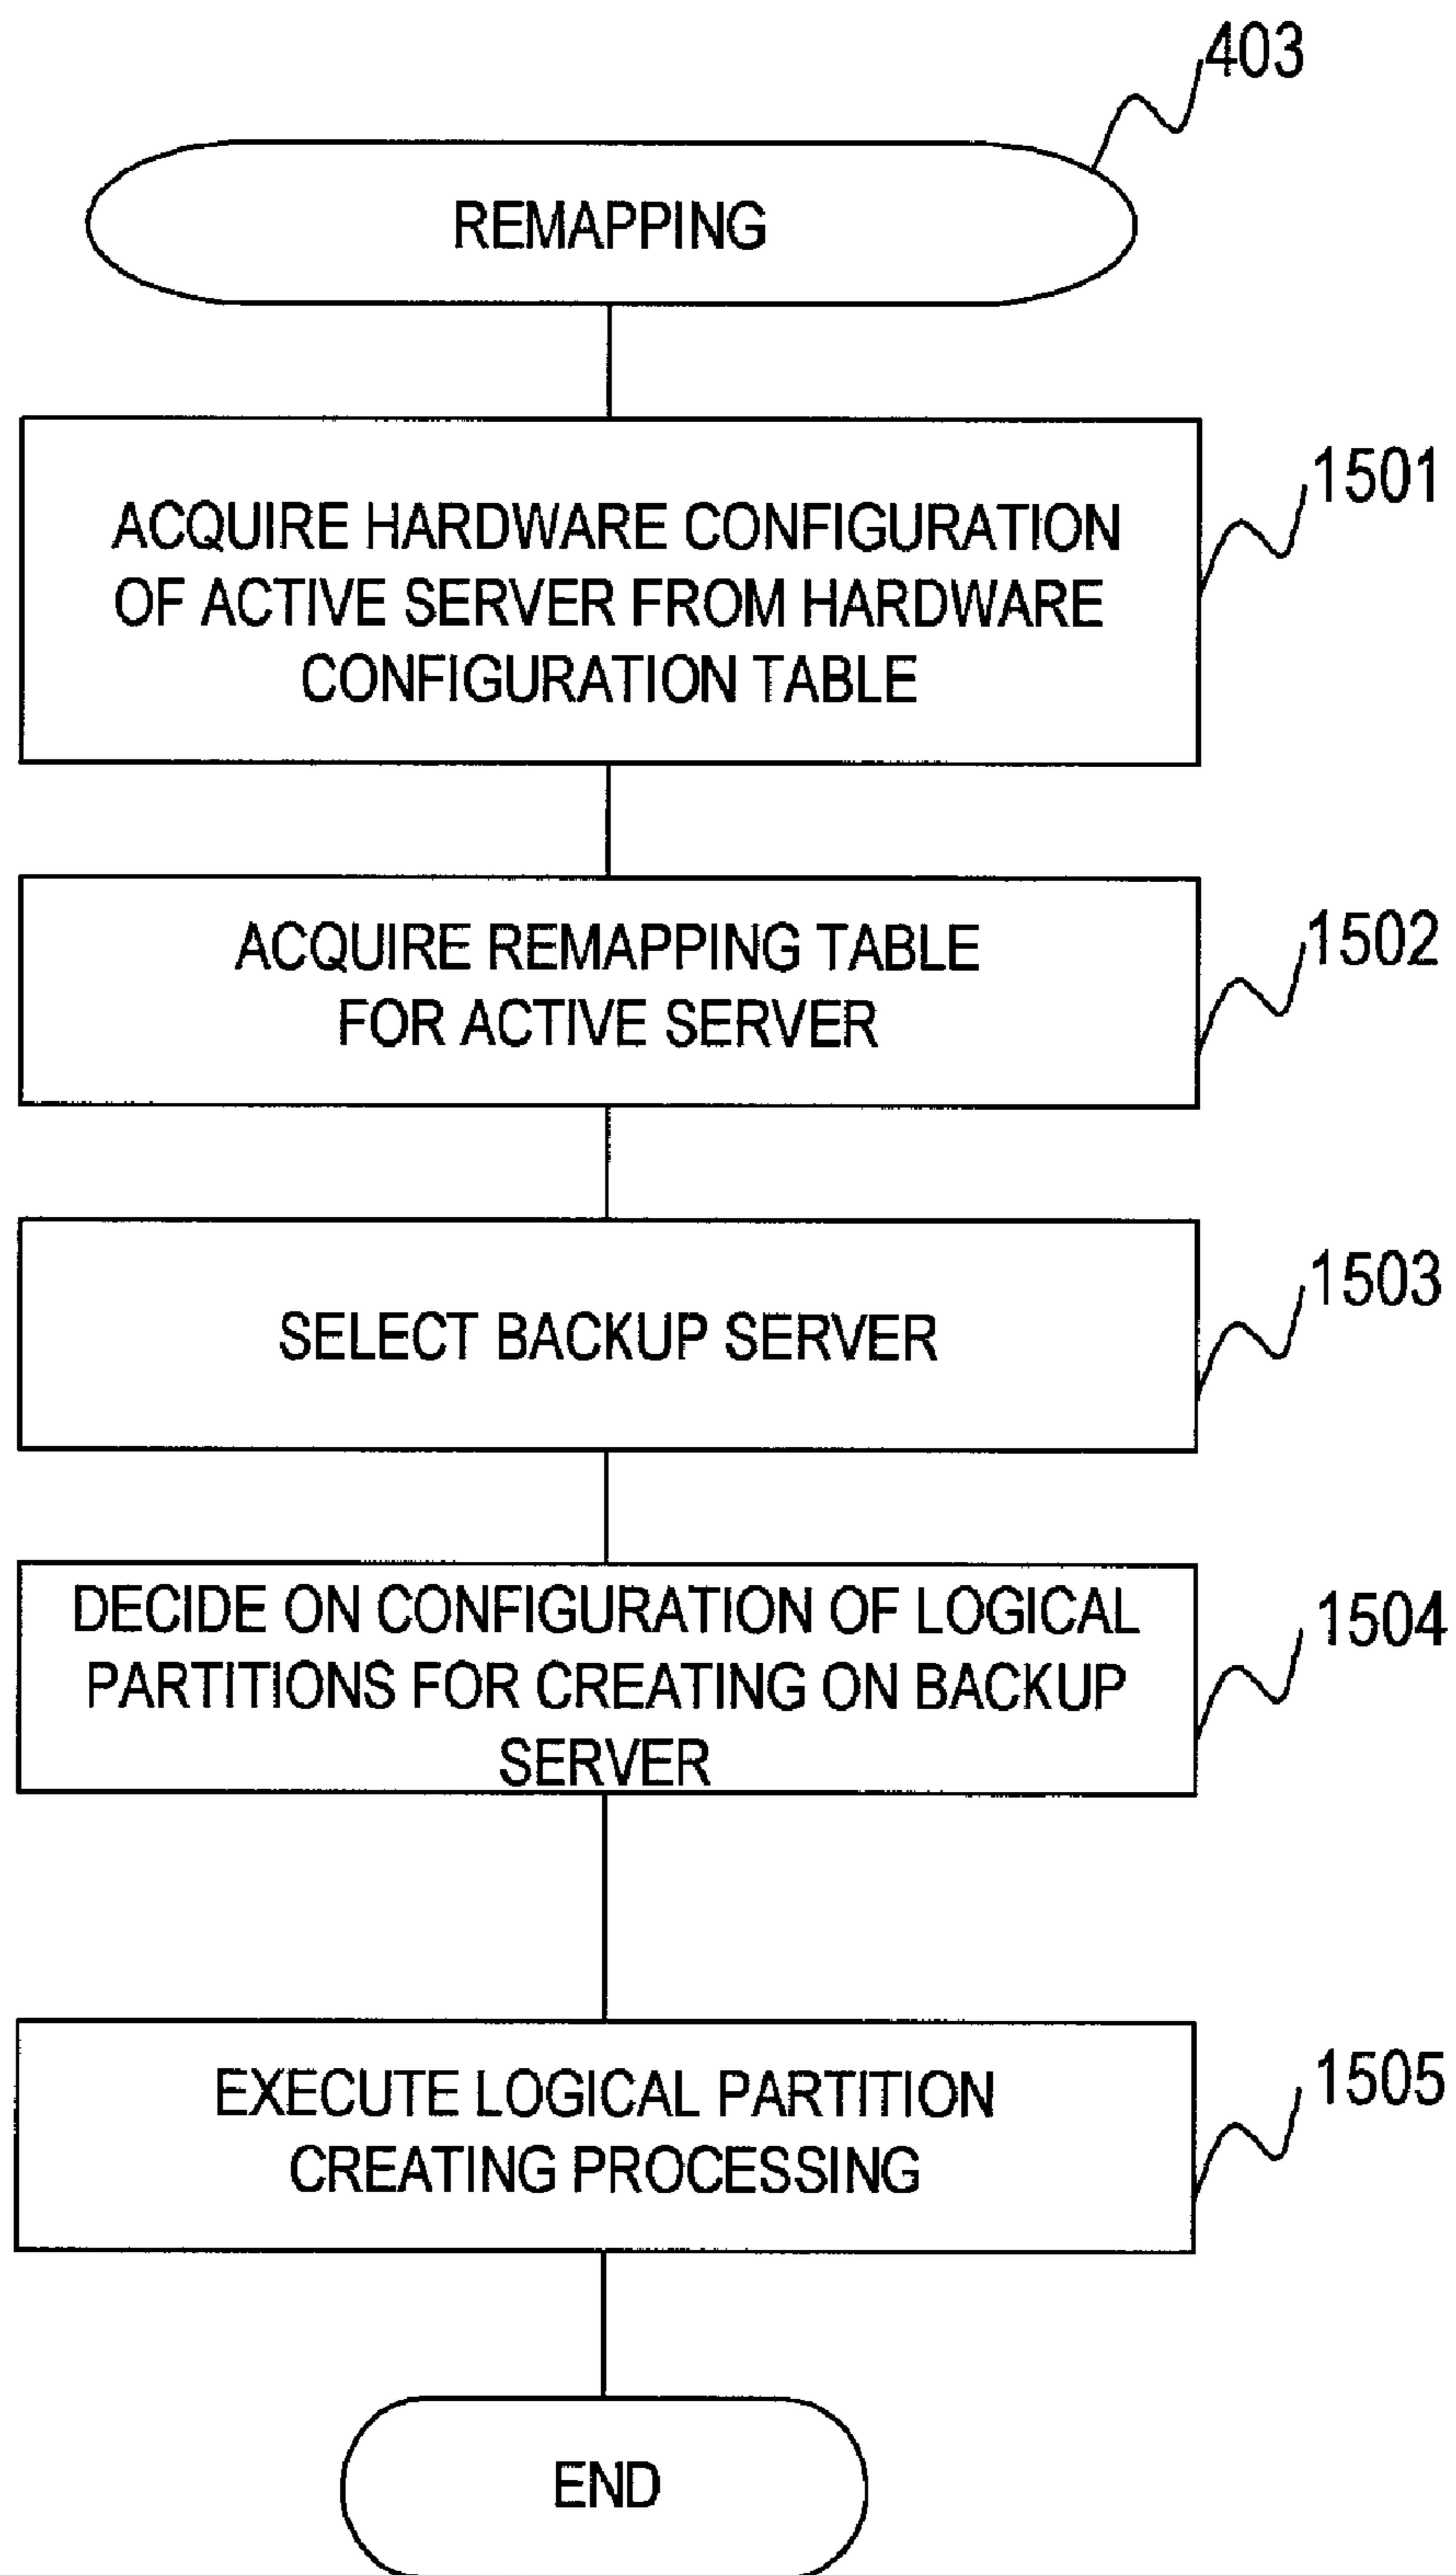 403
REMAPPING
1501
ACQUIRE HARDWARE CONFIGURATION
OF ACTIVE SERVER FROM HARDWARE
CONFIGURATION TABLE
1502
ACQUIRE REMAPPING TABLE
FOR ACTIVE SERVER
1503
SELECT BACKUP SERVER
1504
DECIDE ON CONFIGURATION OF LOGICAL
PARTITIONS FOR CREATING ON BACKUP
SERVER
1505
EXECUTE LOGICAL PARTITION
CREATING PROCESSING
END